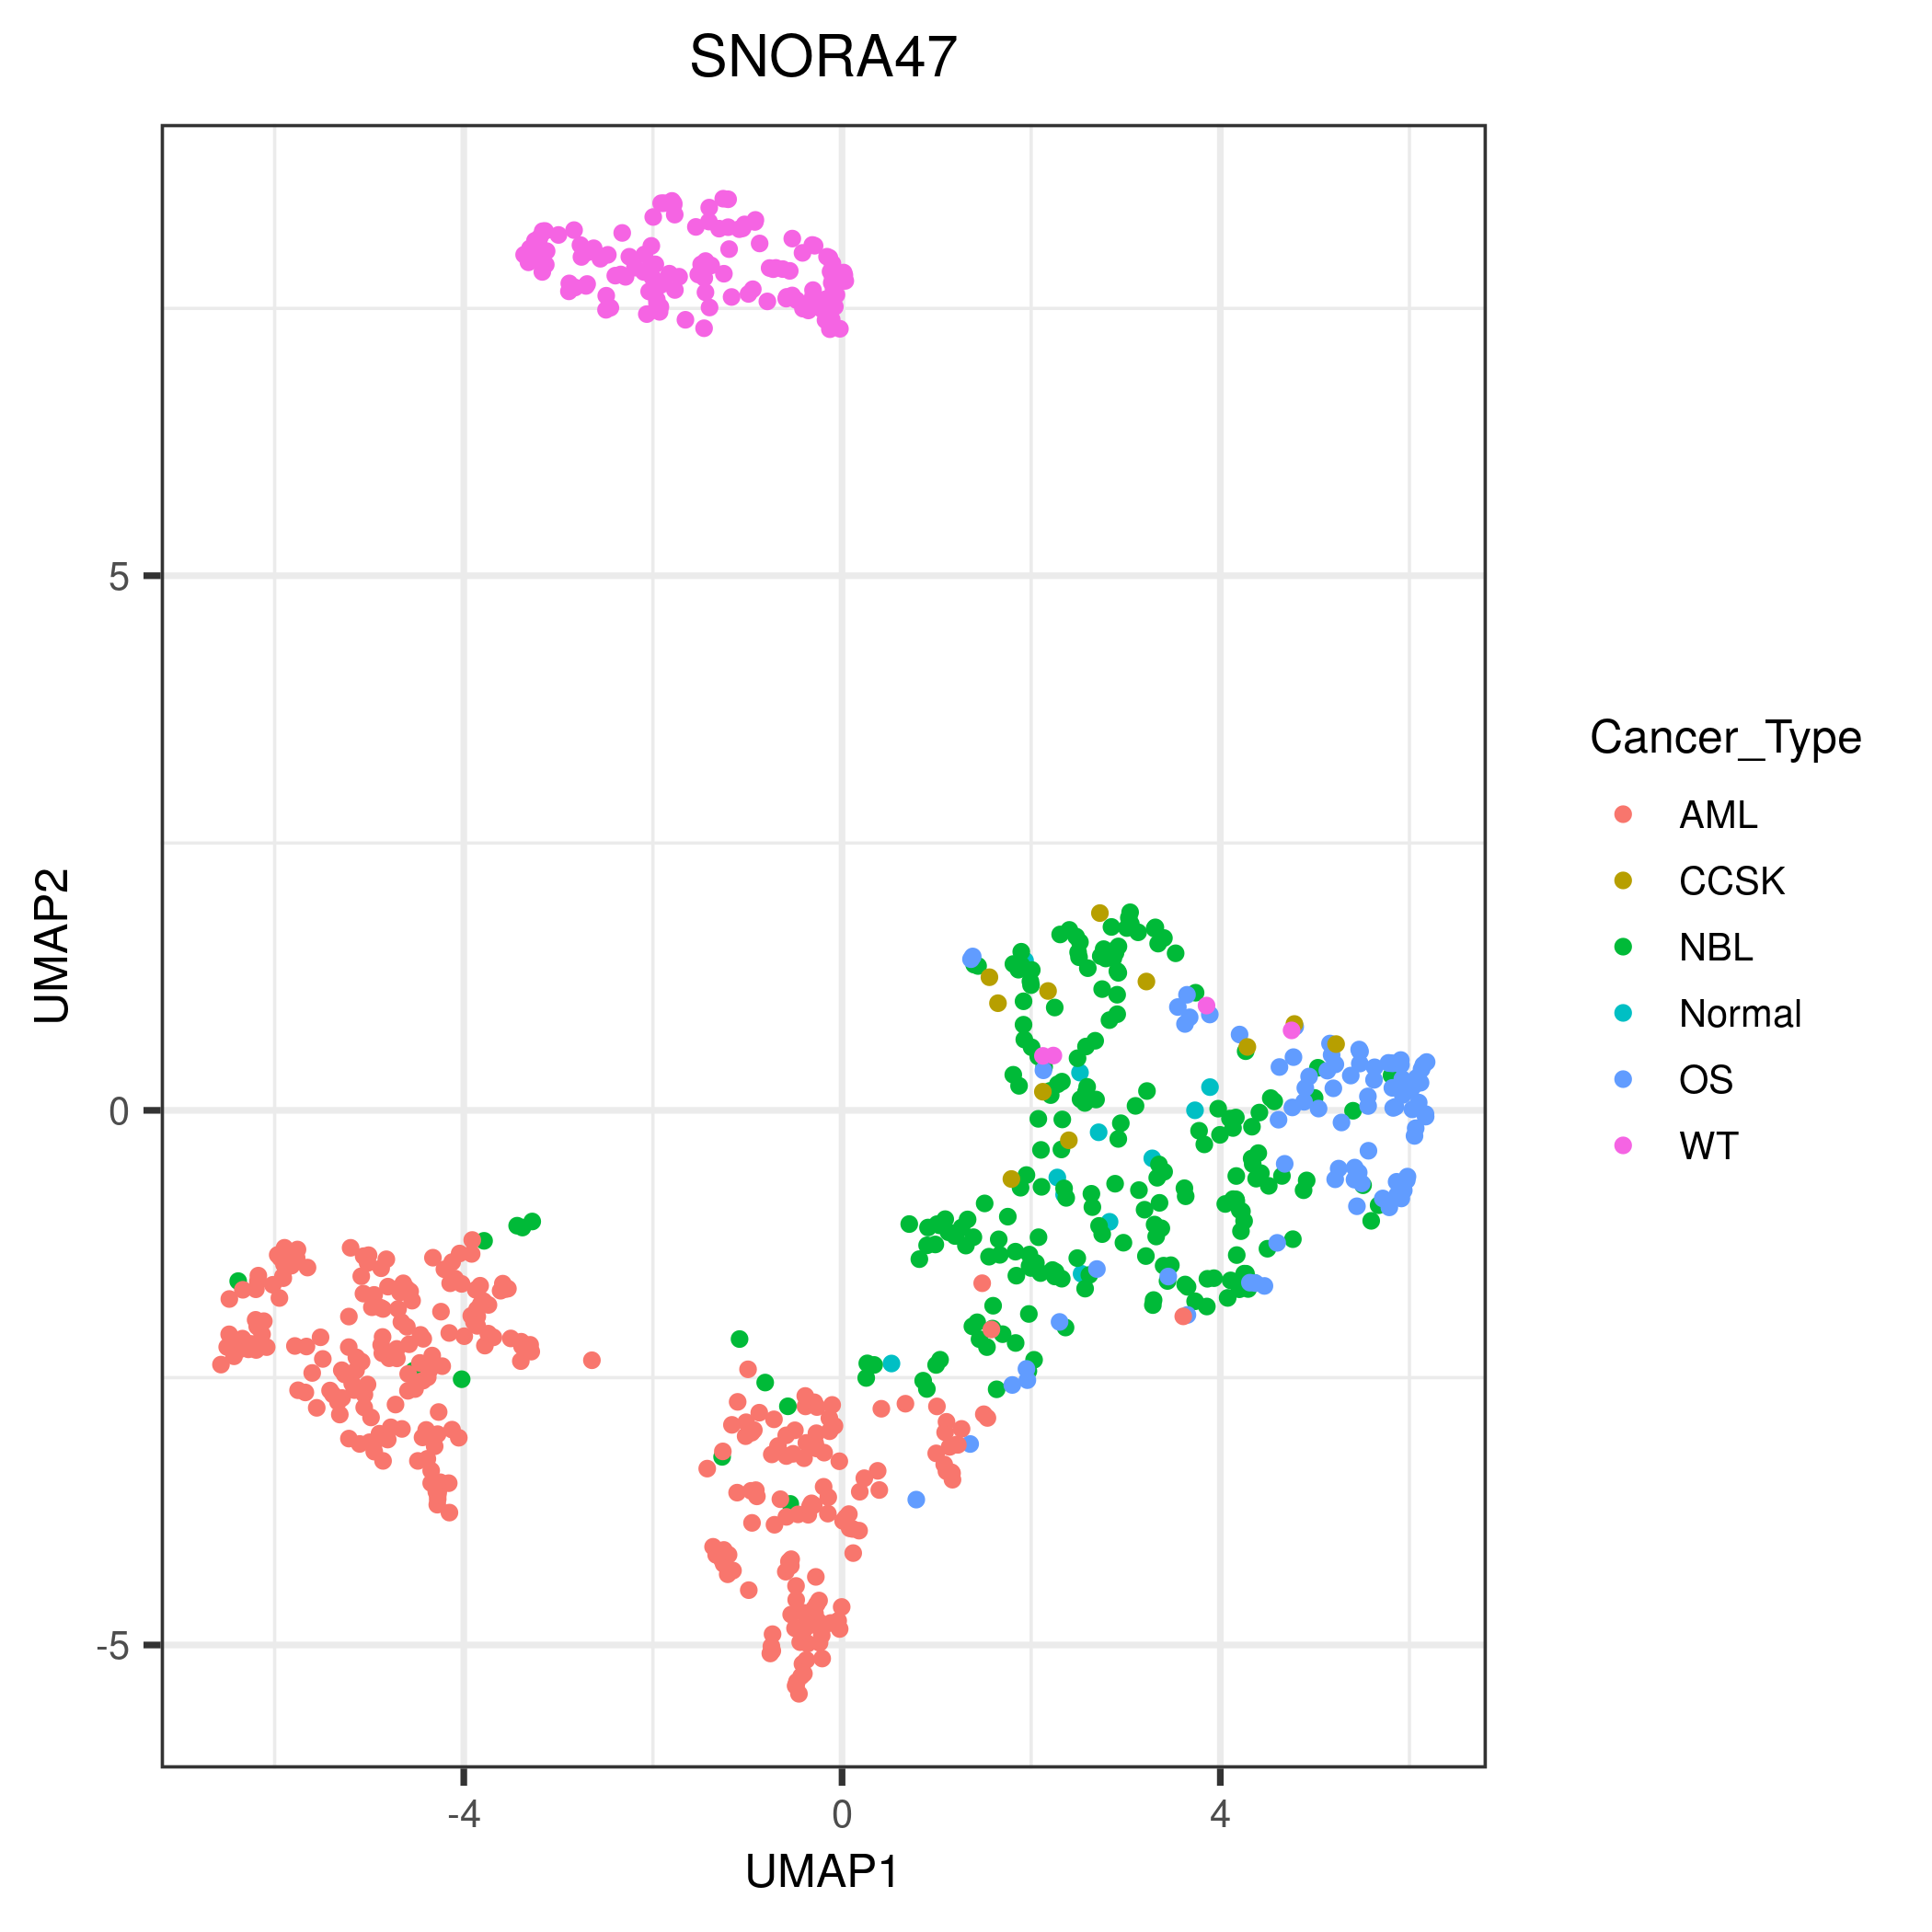 SNORA47
5
0
-5
UMAP2
-4
0
4
UMAP1
Cancer_Type
AML
CCSK
NBL
Normal
OS
WT